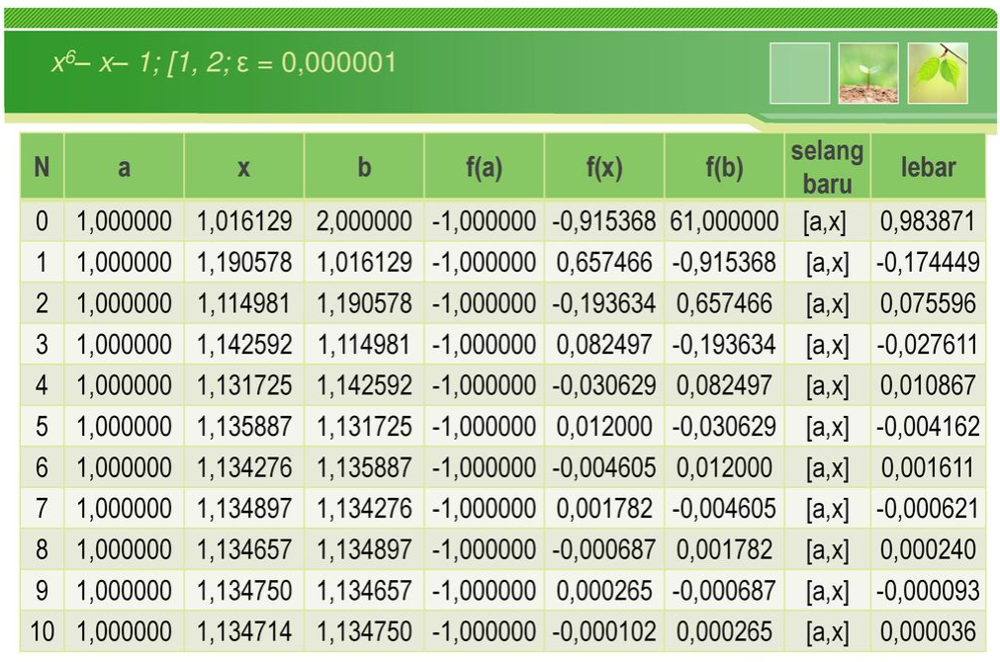 x⁶– x– 1; [1, 2; ε = 0,000001
N a x b f(a) f(x) f(b) selang baru lebar
0 1,000000 1,016129 2,000000 -1,000000 -0,915368 61,000000 [a,x] 0,983871
1 1,000000 1,190578 1,016129 -1,000000 0,657466 -0,915368 [a,x] -0,174449
2 1,000000 1,114981 1,190578 -1,000000 -0,193634 0,657466 [a,x] 0,075596
3 1,000000 1,142592 1,114981 -1,000000 0,082497 -0,193634 [a,x] -0,027611
4 1,000000 1,131725 1,142592 -1,000000 -0,030629 0,082497 [a,x] 0,010867
5 1,000000 1,135887 1,131725 -1,000000 0,012000 -0,030629 [a,x] -0,004162
6 1,000000 1,134276 1,135887 -1,000000 -0,004605 0,012000 [a,x] 0,001611
7 1,000000 1,134897 1,134276 -1,000000 0,001782 -0,004605 [a,x] -0,000621
8 1,000000 1,134657 1,134897 -1,000000 -0,000687 0,001782 [a,x] 0,000240
9 1,000000 1,134750 1,134657 -1,000000 0,000265 -0,000687 [a,x] -0,000093
10 1,000000 1,134714 1,134750 -1,000000 -0,000102 0,000265 [a,x] 0,000036